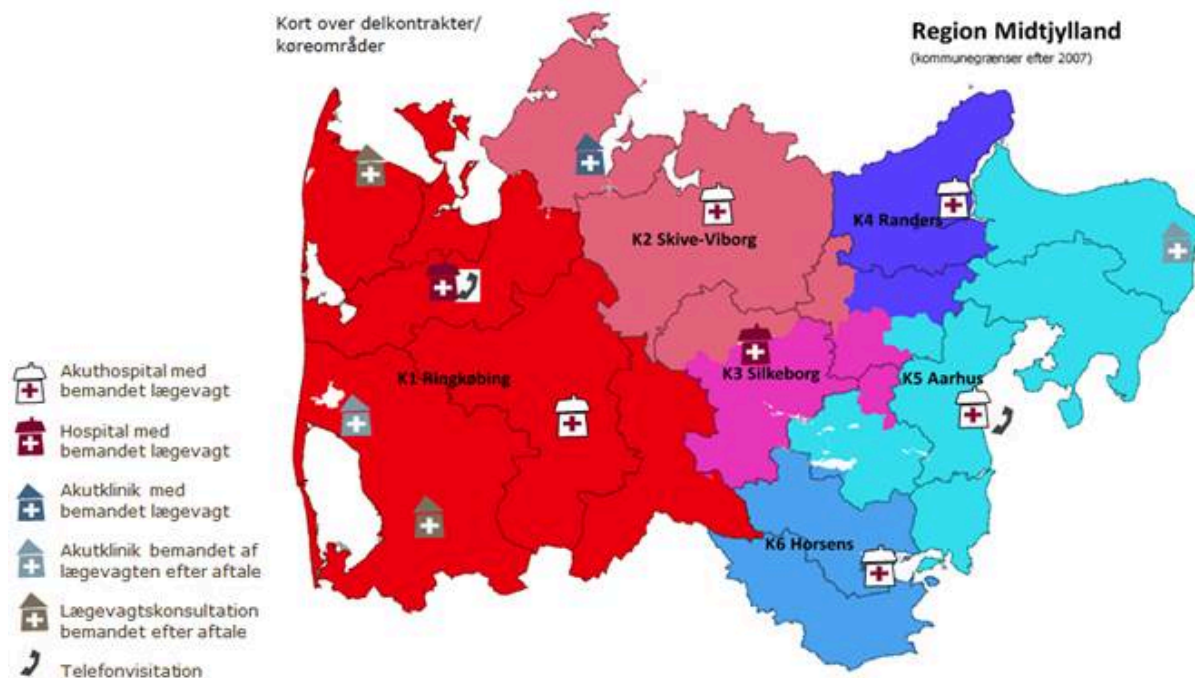 Kort over delkontrakter/
køreområder
Region Midtjylland
(kommunegrænser efter 2007)
K4 Randers
K2 Skive-Viborg
K1 Ringkøbing
K3 Silkeborg
K5 Aarhus
K6 Horsens
Akuthospital med
bemandet lægevagt
Hospital med
bemandet lægevagt
Akutklinik med
bemandet lægevagt
Akutklinik bemandet af
lægevagten efter aftale
Lægevagtskonsultation
bemandet efter aftale
Telefonvisitation